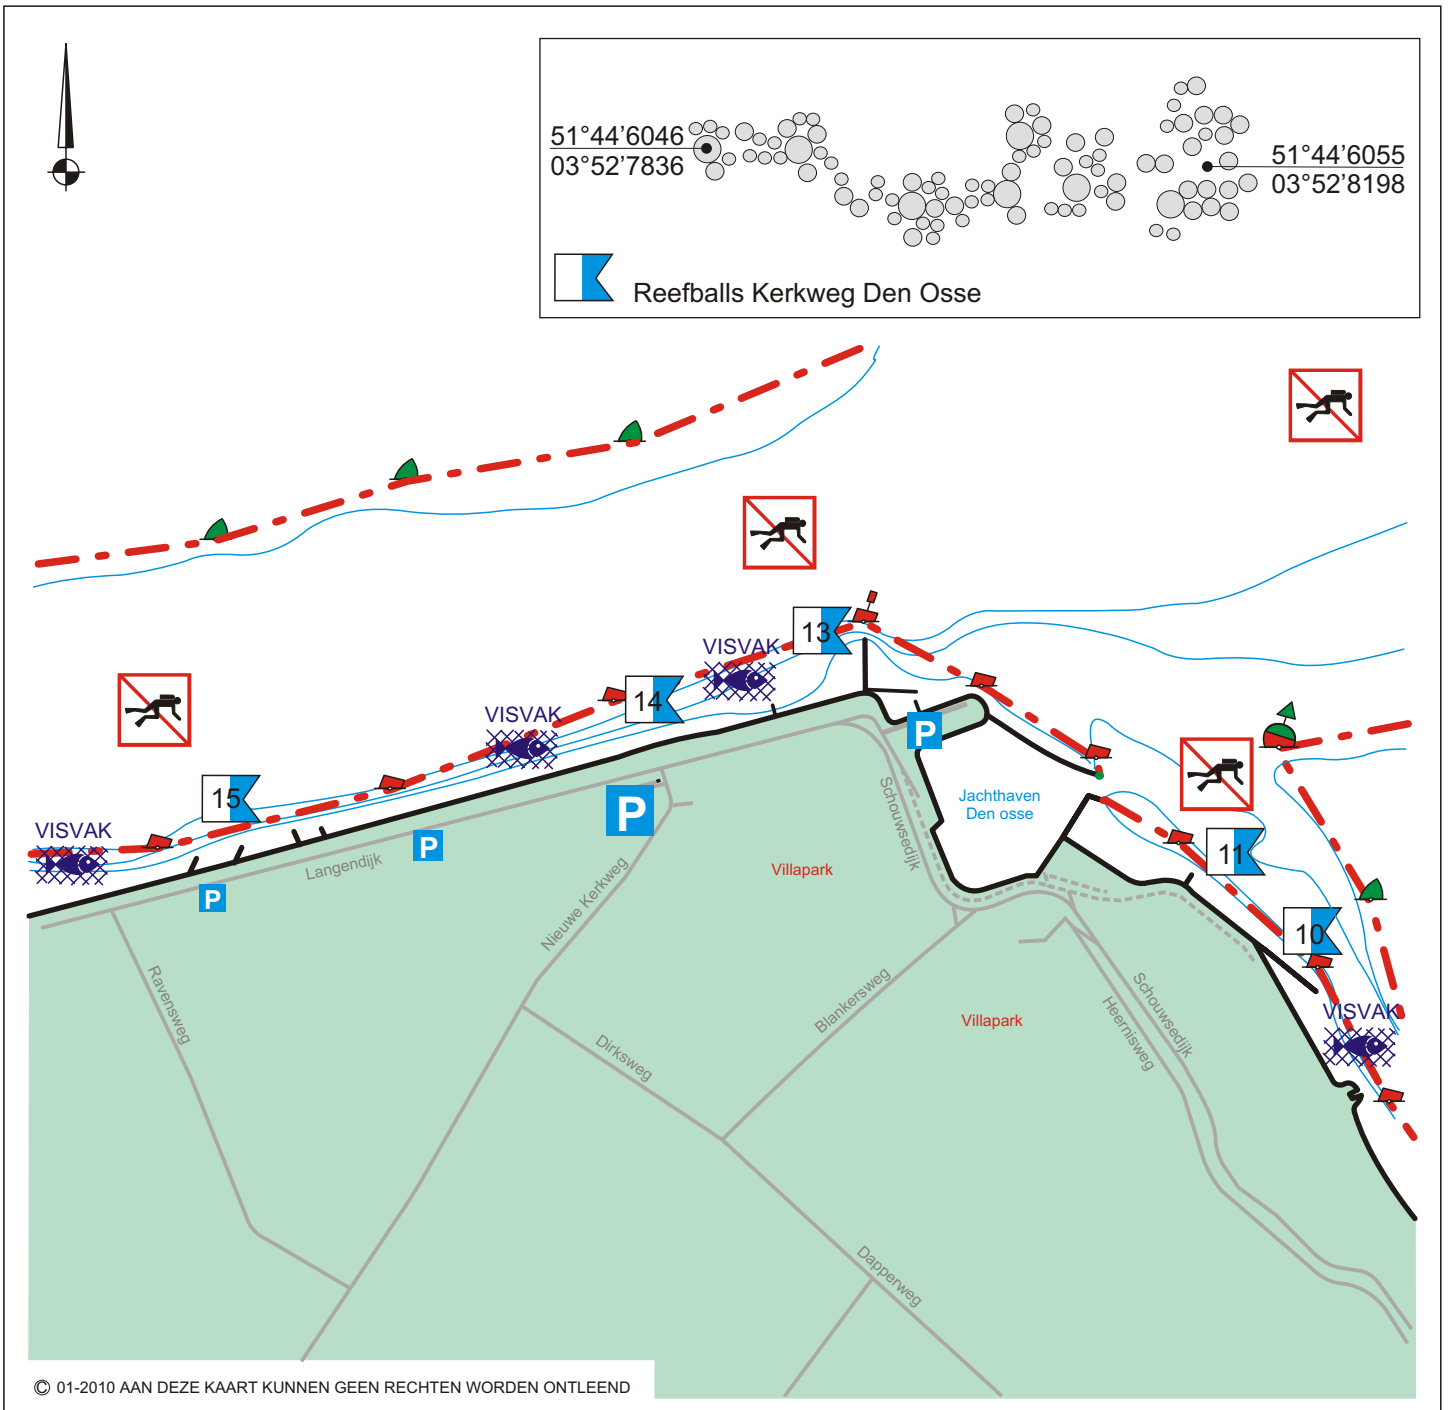 51°44'6046
03°52'7836
51°44'6055
03°52'8198
Reefballs Kerkweg Den Osse
13
VISVAK
14
VISVAK
15
VISVAK
P
P
P
P
Jachthaven
Den osse
11
10
VISVAK
Langendijk
Schouwsedijk
Villapark
Nieuwe Kerkweg
Ravensweg
Blankersweg
Villapark
Schouwsedijk
Heernisweg
Dirksweg
Dapperweg
© 01-2010 AAN DEZE KAART KUNNEN GEEN RECHTEN WORDEN ONTLEEND